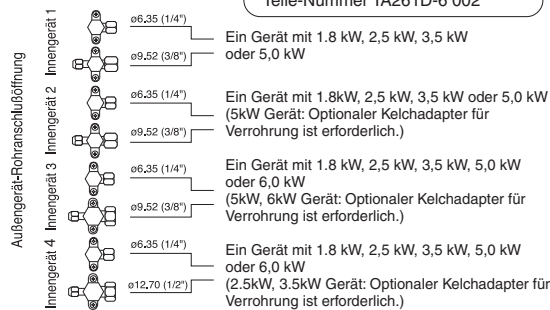 Teile-Nummer TA261D-6 002
Außengerät-Rohranschlußöffnung
Innengerät 1
ø6.35 (1/4")
ø9.52 (3/8")
Ein Gerät mit 1.8 kW, 2,5 kW, 3,5 kW
oder 5,0 kW
Innengerät 2
ø6.35 (1/4")
ø9.52 (3/8")
Ein Gerät mit 1.8kW, 2,5 kW, 3,5 kW oder 5,0 kW
(5kW Gerät: Optionaler Kelchadapter für
Verrohrung ist erforderlich.)
Innengerät 3
ø6.35 (1/4")
ø9.52 (3/8")
Ein Gerät mit 1.8 kW, 2,5 kW, 3,5 kW, 5,0 kW
oder 6,0 kW
(5kW, 6kW Gerät: Optionaler Kelchadapter für
Verrohrung ist erforderlich.)
Innengerät 4
ø6.35 (1/4")
ø12.70 (1/2")
Ein Gerät mit 1.8 kW, 2,5 kW, 3,5 kW, 5,0 kW
oder 6,0 kW
(2.5kW, 3.5kW Gerät: Optionaler Kelchadapter für
Verrohrung ist erforderlich.)